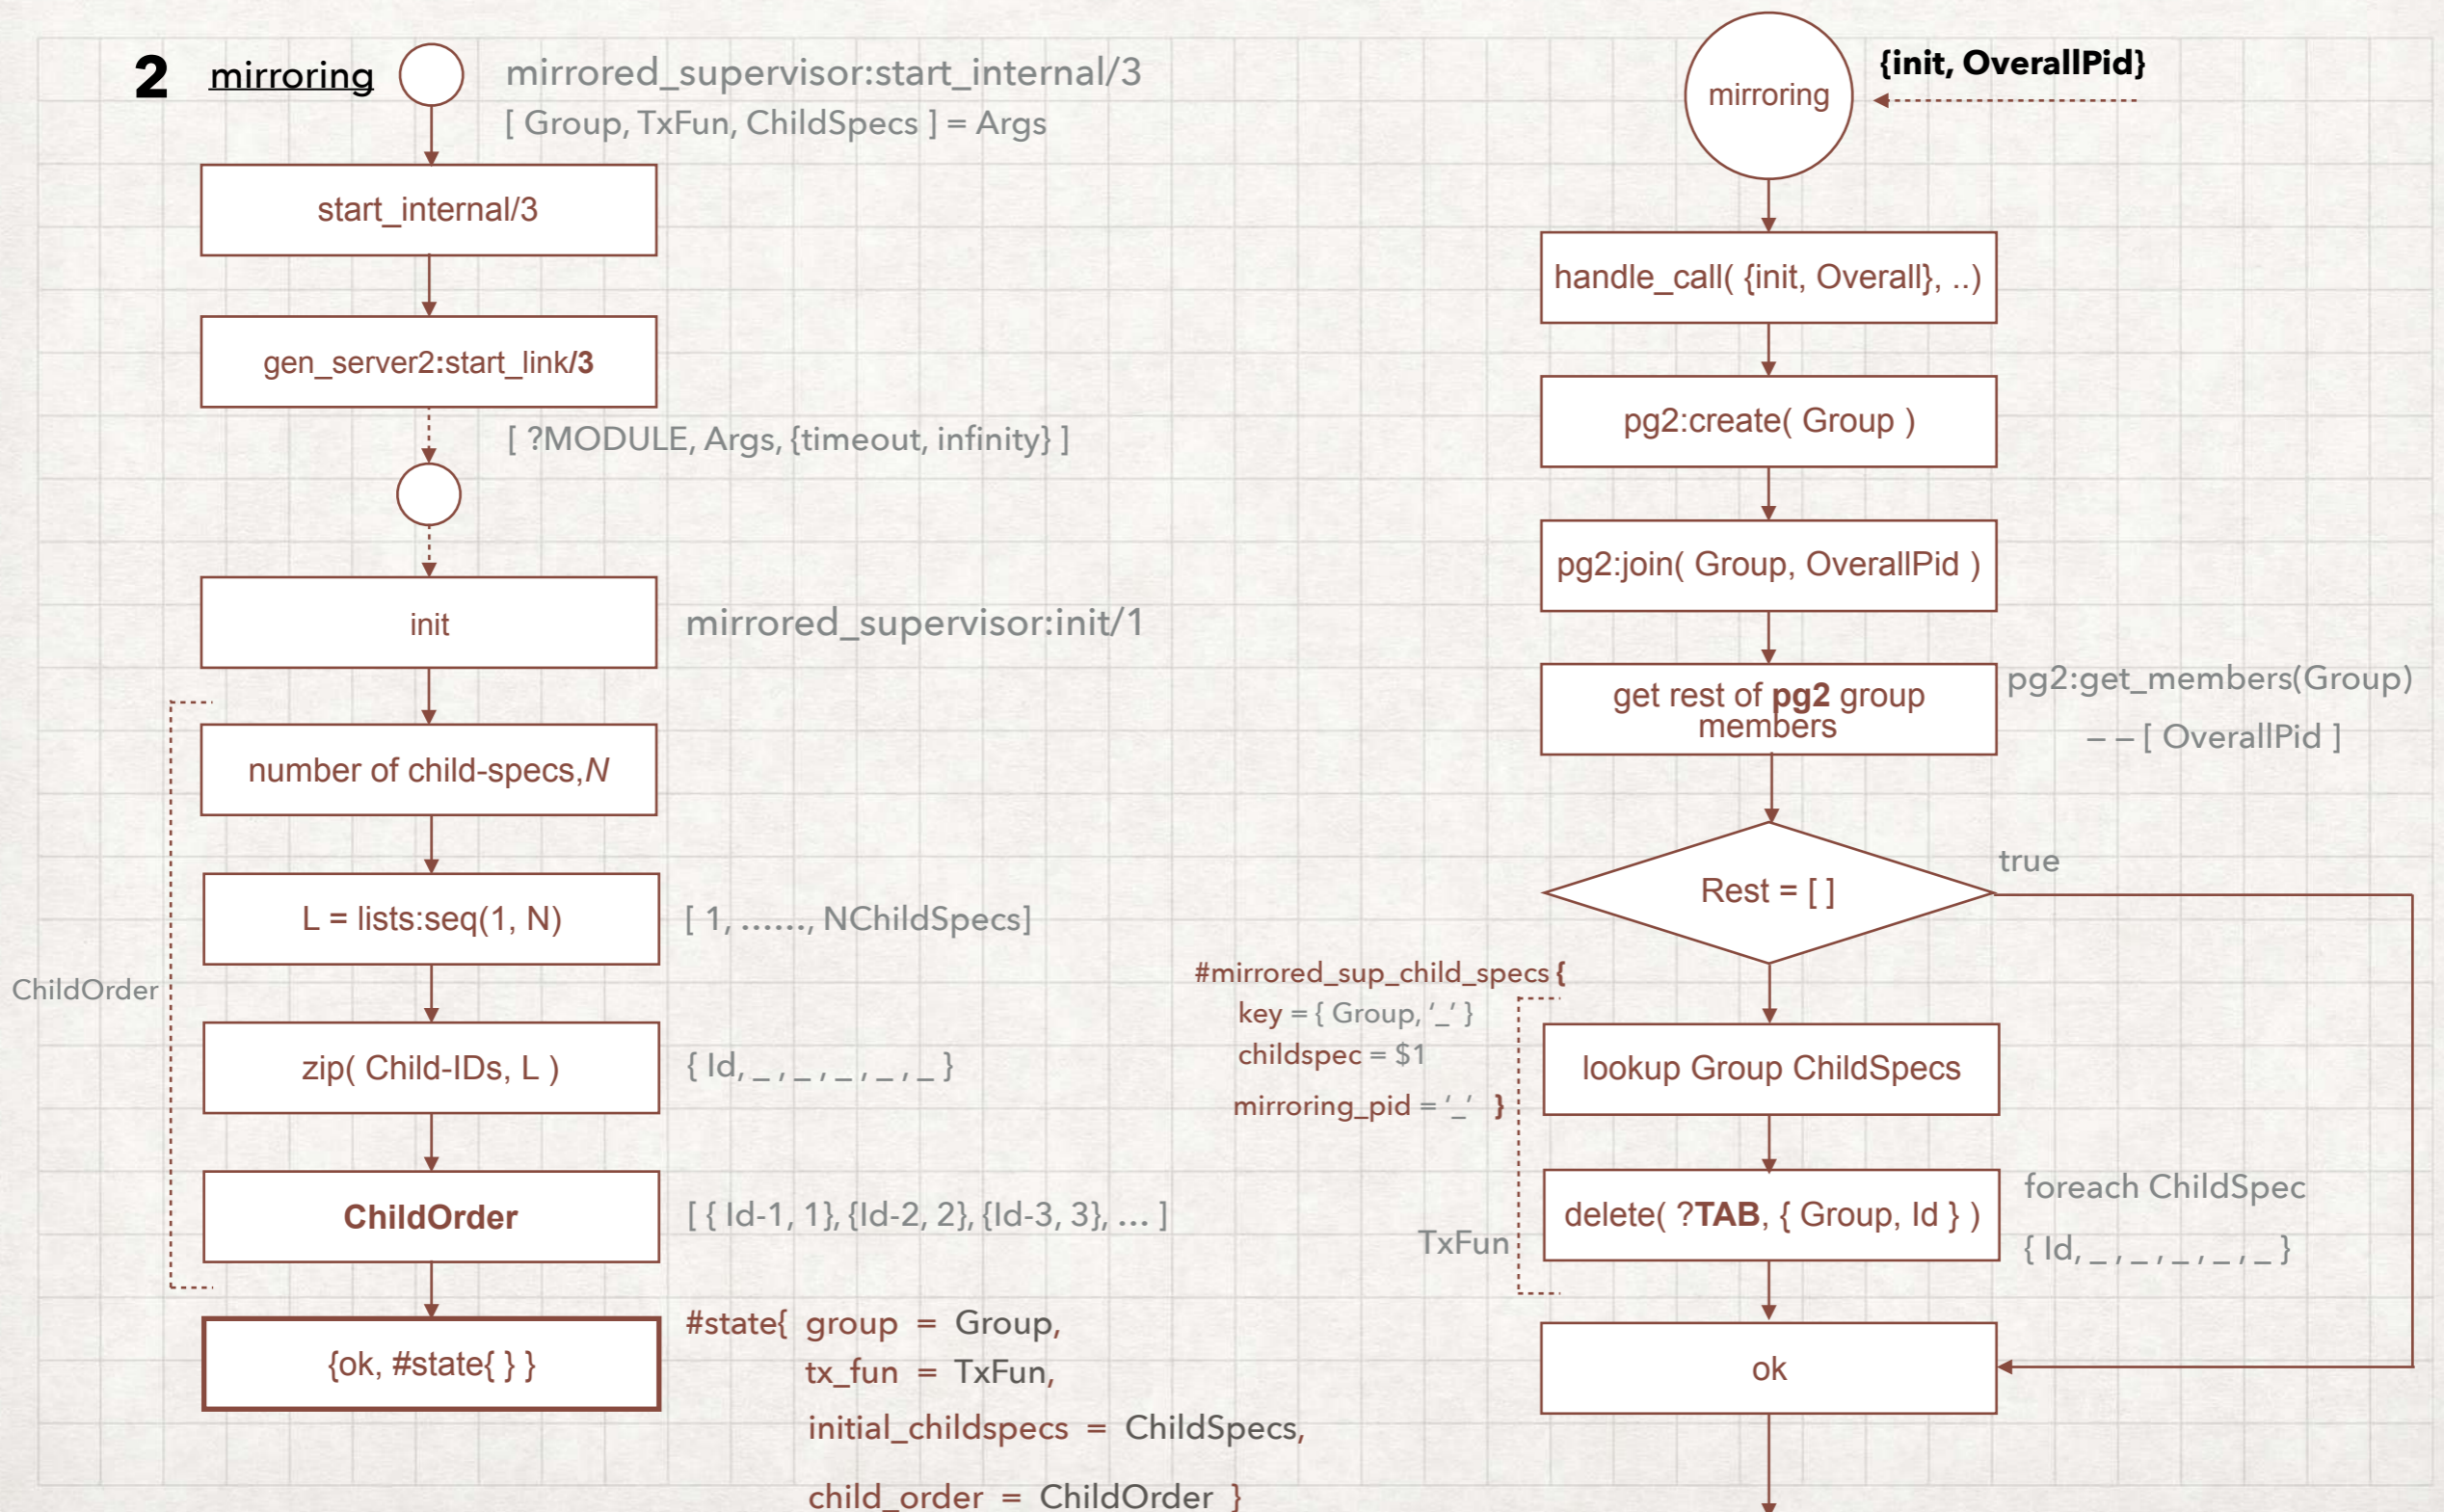 2 mirroring
mirrored_supervisor:start_internal/3
[ Group, TxFun, ChildSpecs ] = Args
start_internal/3
gen_server2:start_link/3
[ ?MODULE, Args, {timeout, infinity} ]
init
mirrored_supervisor:init/1
number of child-specs,N
L = lists:seq(1, N)
[ 1, ……, NChildSpecs]
ChildOrder
zip( Child-IDs, L )
{ Id, _ , _ , _ , _ , _ }
ChildOrder
[ { Id-1, 1}, {Id-2, 2}, {Id-3, 3}, … ]
{ok, #state{ } }
#state{ group = Group,
tx_fun = TxFun,
initial_childspecs = ChildSpecs,
child_order = ChildOrder }
mirroring
{init, OverallPid}
handle_call( {init, Overall}, ..)
pg2:create( Group )
pg2:join( Group, OverallPid )
get rest of pg2 group
members
pg2:get_members(Group)
– – [ OverallPid ]
Rest = [ ]
true
#mirrored_sup_child_specs {
key = { Group, ‘_’ }
childspec = $1
mirroring_pid = ‘_’ }
lookup Group ChildSpecs
delete( ?TAB, { Group, Id } )
foreach ChildSpec
{ Id, _ , _ , _ , _ , _ }
TxFun
ok